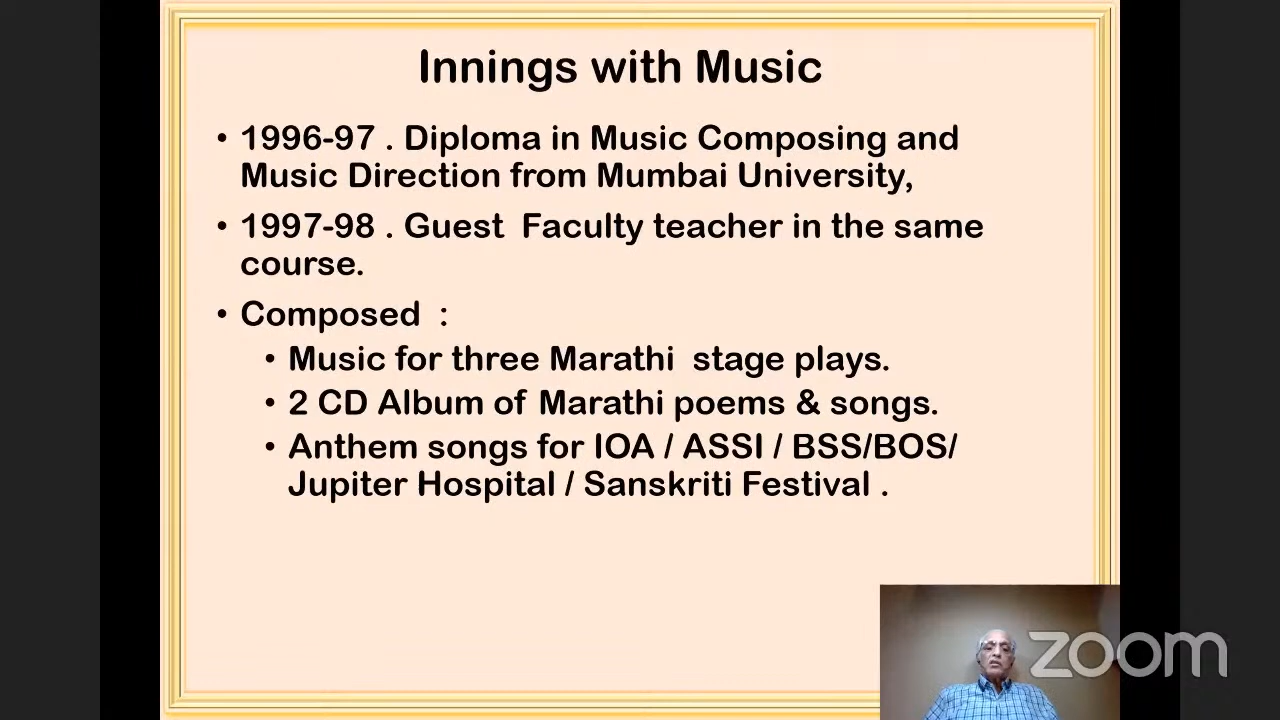 Innings with Music
• 1996-97 . Diploma in Music Composing and
Music Direction from Mumbai University,
• 1997-98 . Guest Faculty teacher in the same
course.
• Composed :
• Music for three Marathi stage plays.
• 2 CD Album of Marathi poems & songs.
• Anthem songs for IOA / ASSI / BSS/BOS/
Jupiter Hospital / Sanskriti Festival .
zoom